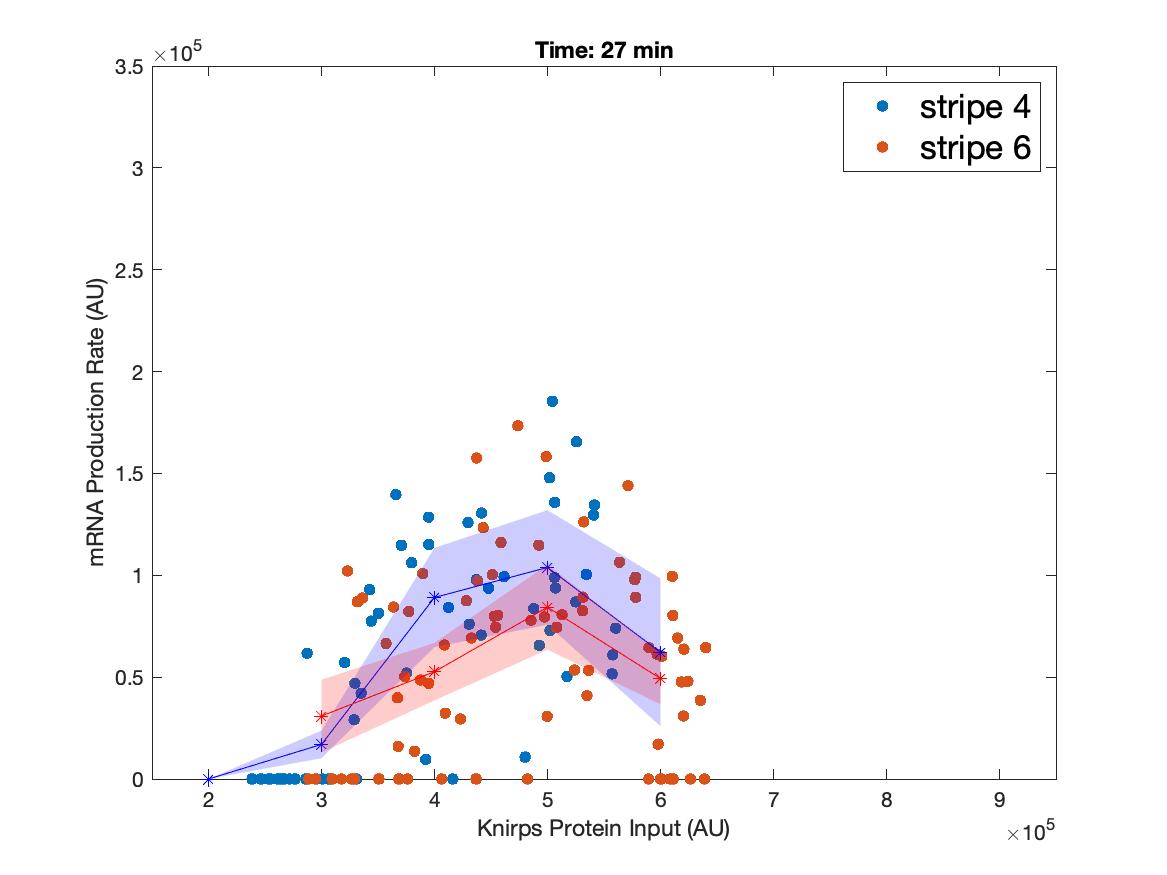 Time: 27 min
×10⁵
3.5
3
2.5
2
1.5
1
0.5
0
mRNA Production Rate (AU)
stripe 4
stripe 6
2 3 4 5 6 7 8 9
Knirps Protein Input (AU)
×10⁵